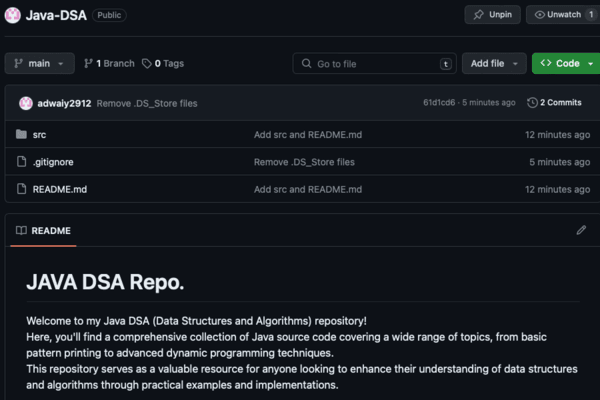 Java-DSA Public Unpin Unwatch 1
main 1 Branch 0 Tags Go to file t Add file Code
adwaiy2912 Remove .DS_Store files 61d1cd6 · 5 minutes ago 2 Commits
src Add src and README.md 12 minutes ago
.gitignore Remove .DS_Store files 5 minutes ago
README.md Add src and README.md 12 minutes ago
README
JAVA DSA Repo.
Welcome to my Java DSA (Data Structures and Algorithms) repository!
Here, you'll find a comprehensive collection of Java source code covering a wide range of topics, from basic
pattern printing to advanced dynamic programming techniques.
This repository serves as a valuable resource for anyone looking to enhance their understanding of data structures
and algorithms through practical examples and implementations.